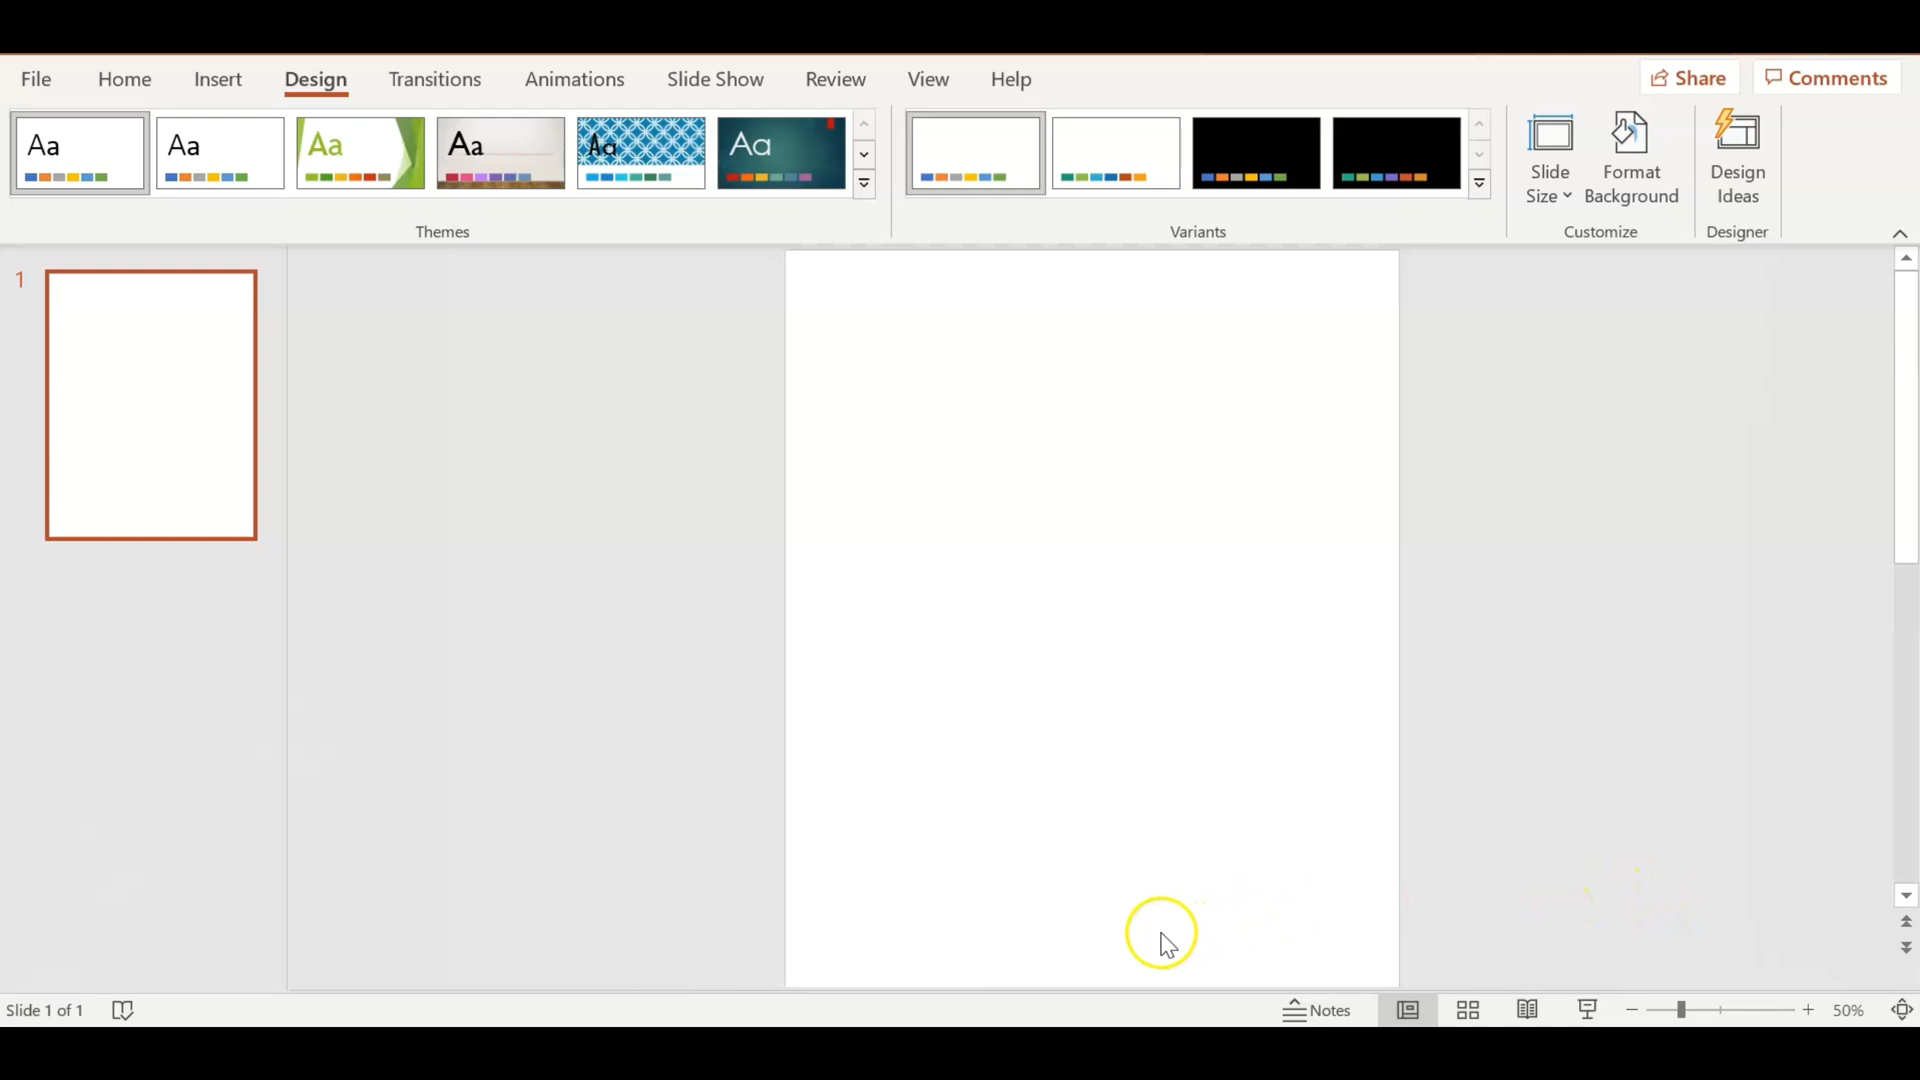 File Home Insert Design Transitions Animations Slide Show Review View Help Share Comments
Aa Aa Aa Aa Aa Aa
Slide Size Format Background Design Ideas
Themes Variants Customize Designer
1
Slide 1 of 1 Notes 50%